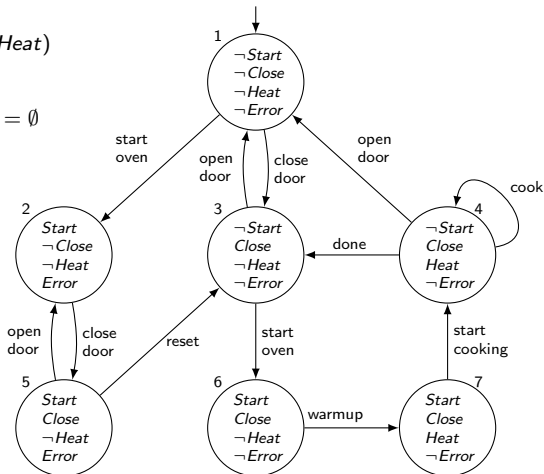 Heat)
= ∅
1
¬ Start
¬ Close
¬ Heat
¬ Error
start
oven
open
door
close
door
open
door
cook
2
Start
¬ Close
¬ Heat
Error
3
¬ Start
Close
¬ Heat
¬ Error
done
4
¬ Start
Close
Heat
¬ Error
open
door
close
door
reset
start
oven
start
cooking
5
Start
Close
¬ Heat
Error
6
Start
Close
¬ Heat
¬ Error
warmup
7
Start
Close
Heat
¬ Error